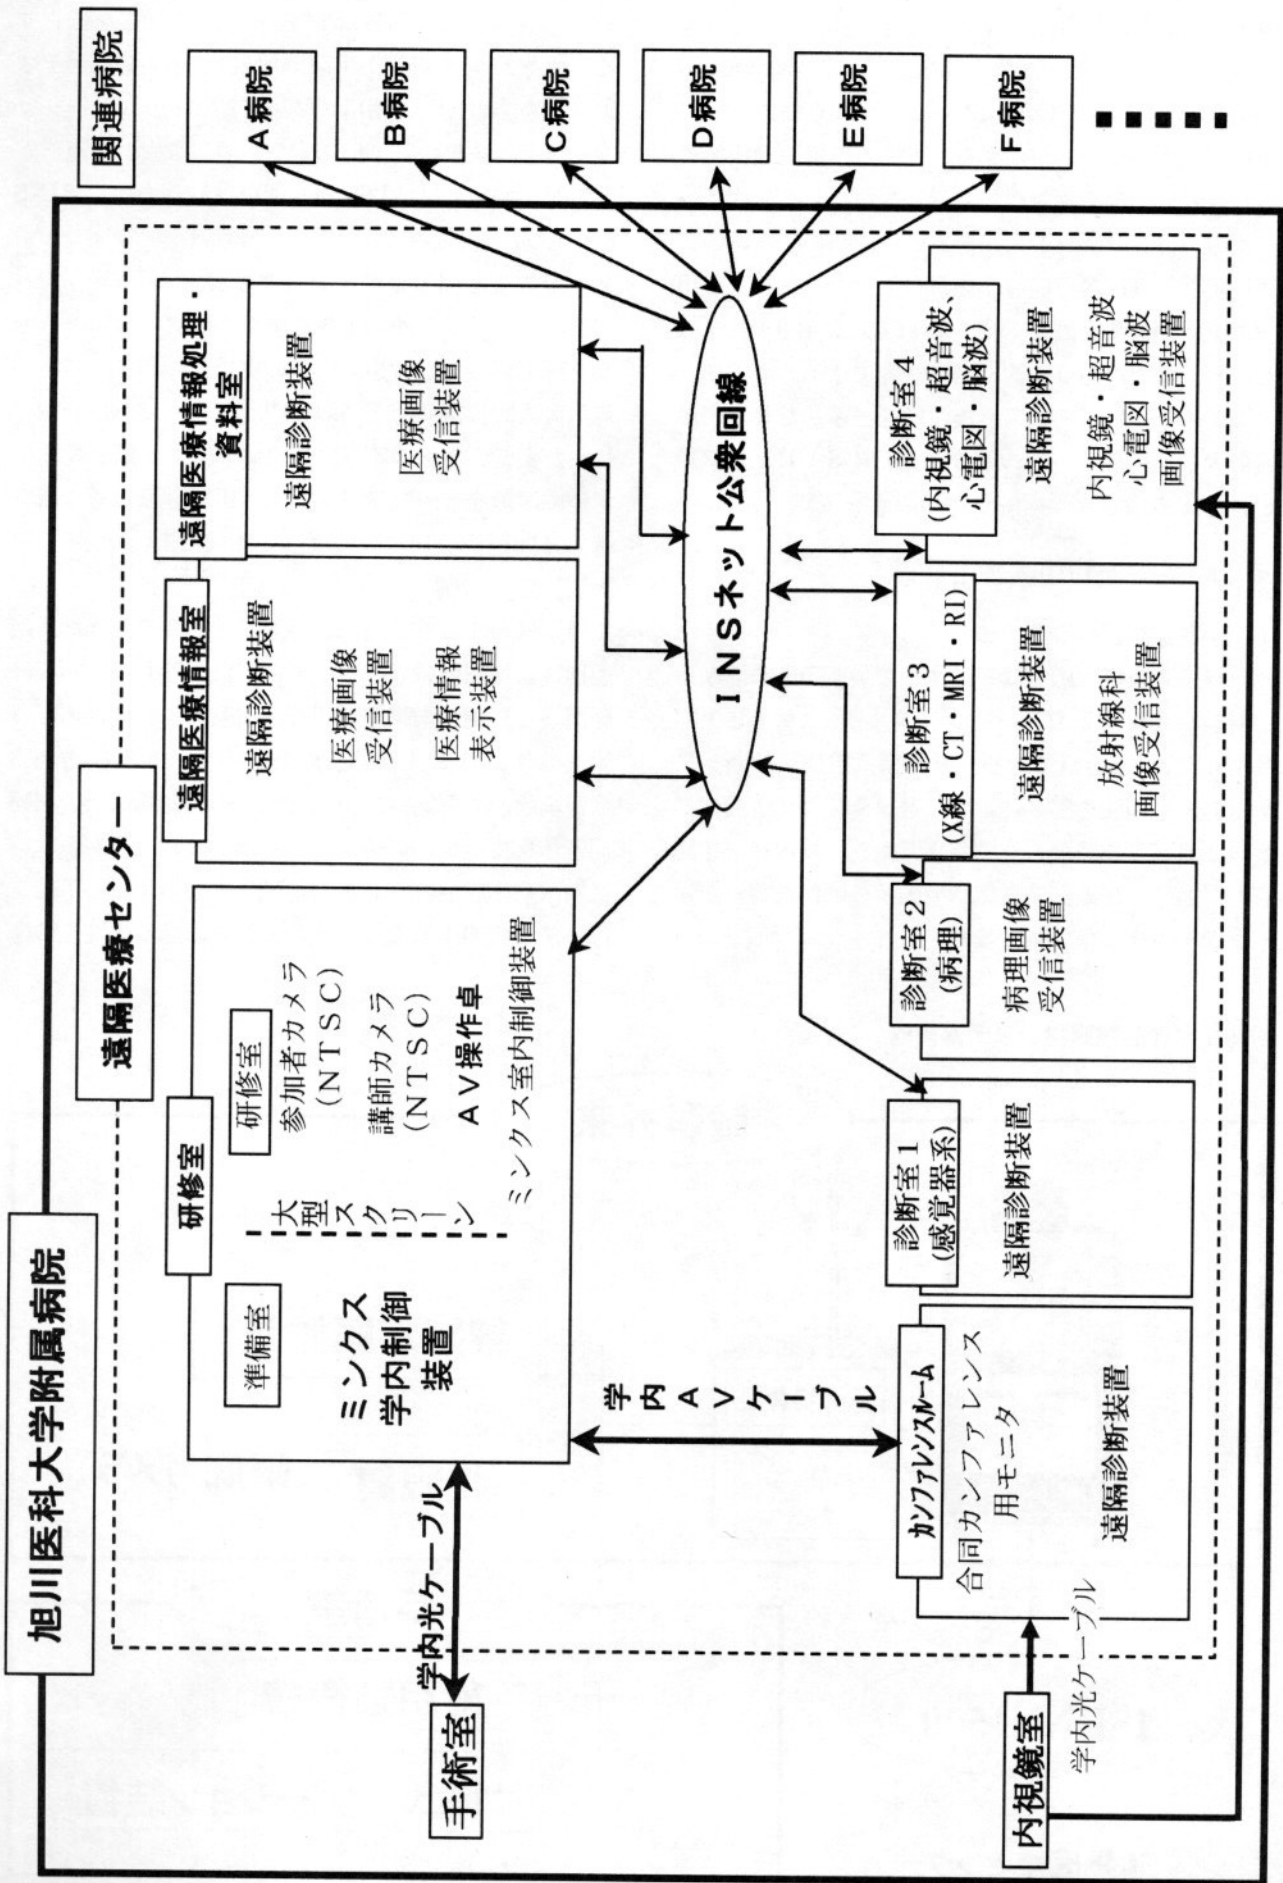 旭川医科大学附属病院
遠隔医療センター
関連病院
研修室
準備室
ミンクス
学内制御
装置
大型スクリーン
研修室
参加者カメラ
(NTSC)
講師カメラ
(NTSC)
AV操作卓
ミンクス室内制御装置
遠隔医療情報室
遠隔診断装置
医療画像
受信装置
医療情報
表示装置
遠隔医療情報処理・
資料室
遠隔診断装置
医療画像
受信装置
A病院
B病院
C病院
D病院
E病院
F病院
手術室
学内光ケーブル
学内AVケーブル
INSネット公衆回線
内視鏡室
学内光ケーブル
カンファレンスルーム
合同カンファレンス
用モニタ
遠隔診断装置
診断室1
(感覚器系)
遠隔診断装置
診断室2
(病理)
病理画像
受信装置
診断室3
(X線・CT・MRI・RI)
遠隔診断装置
放射線科
画像受信装置
診断室4
(内視鏡・超音波、
心電図・脳波)
遠隔診断装置
内視鏡・超音波
心電図・脳波
画像受信装置